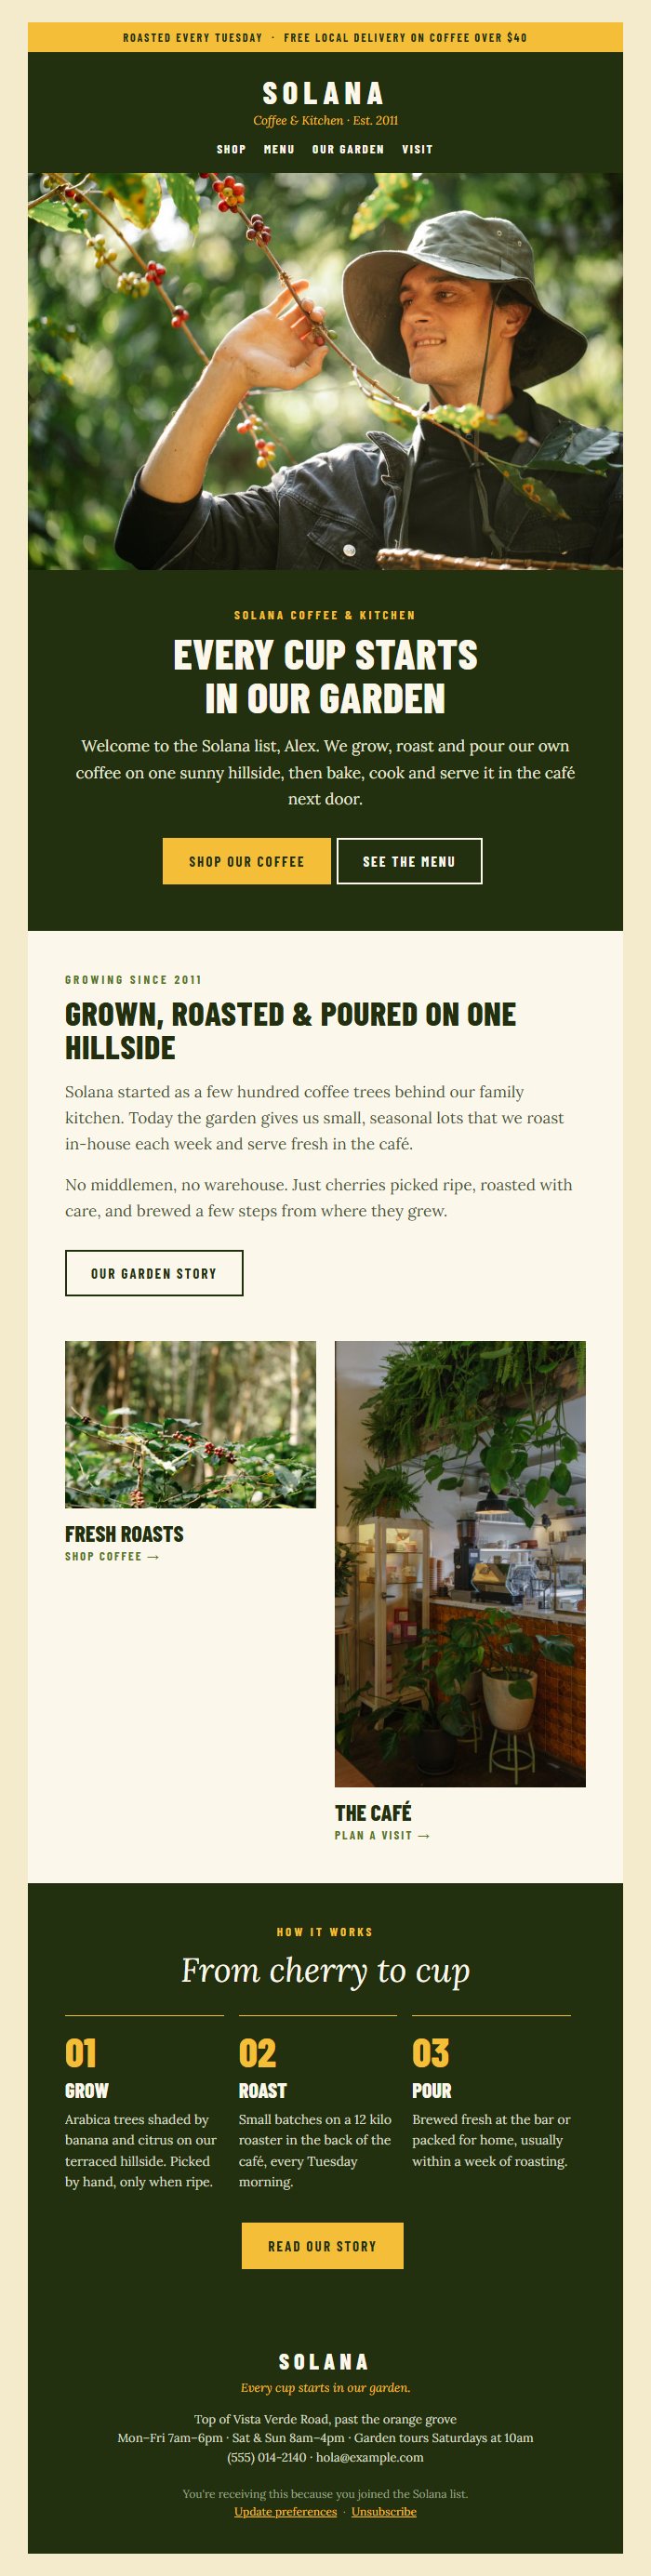 ROASTED EVERY TUESDAY · FREE LOCAL DELIVERY ON COFFEE OVER $40
SOLANA
Coffee & Kitchen · Est. 2011
SHOP MENU OUR GARDEN VISIT
SOLANA COFFEE & KITCHEN
EVERY CUP STARTS
IN OUR GARDEN
Welcome to the Solana list, Alex. We grow, roast and pour our own
coffee on one sunny hillside, then bake, cook and serve it in the café
next door.
SHOP OUR COFFEE SEE THE MENU
GROWING SINCE 2011
GROWN, ROASTED & POURED ON ONE
HILLSIDE
Solana started as a few hundred coffee trees behind our family
kitchen. Today the garden gives us small, seasonal lots that we roast
in-house each week and serve fresh in the café.
No middlemen, no warehouse. Just cherries picked ripe, roasted with
care, and brewed a few steps from where they grew.
OUR GARDEN STORY
FRESH ROASTS
SHOP COFFEE →
THE CAFÉ
PLAN A VISIT →
HOW IT WORKS
From cherry to cup
01
GROW
Arabica trees shaded by
banana and citrus on our
terraced hillside. Picked
by hand, only when ripe.
02
ROAST
Small batches on a 12 kilo
roaster in the back of the
café, every Tuesday
morning.
03
POUR
Brewed fresh at the bar or
packed for home, usually
within a week of roasting.
READ OUR STORY
SOLANA
Every cup starts in our garden.
Top of Vista Verde Road, past the orange grove
Mon–Fri 7am–6pm · Sat & Sun 8am–4pm · Garden tours Saturdays at 10am
(555) 014-2140 · hola@example.com
You're receiving this because you joined the Solana list.
Update preferences · Unsubscribe